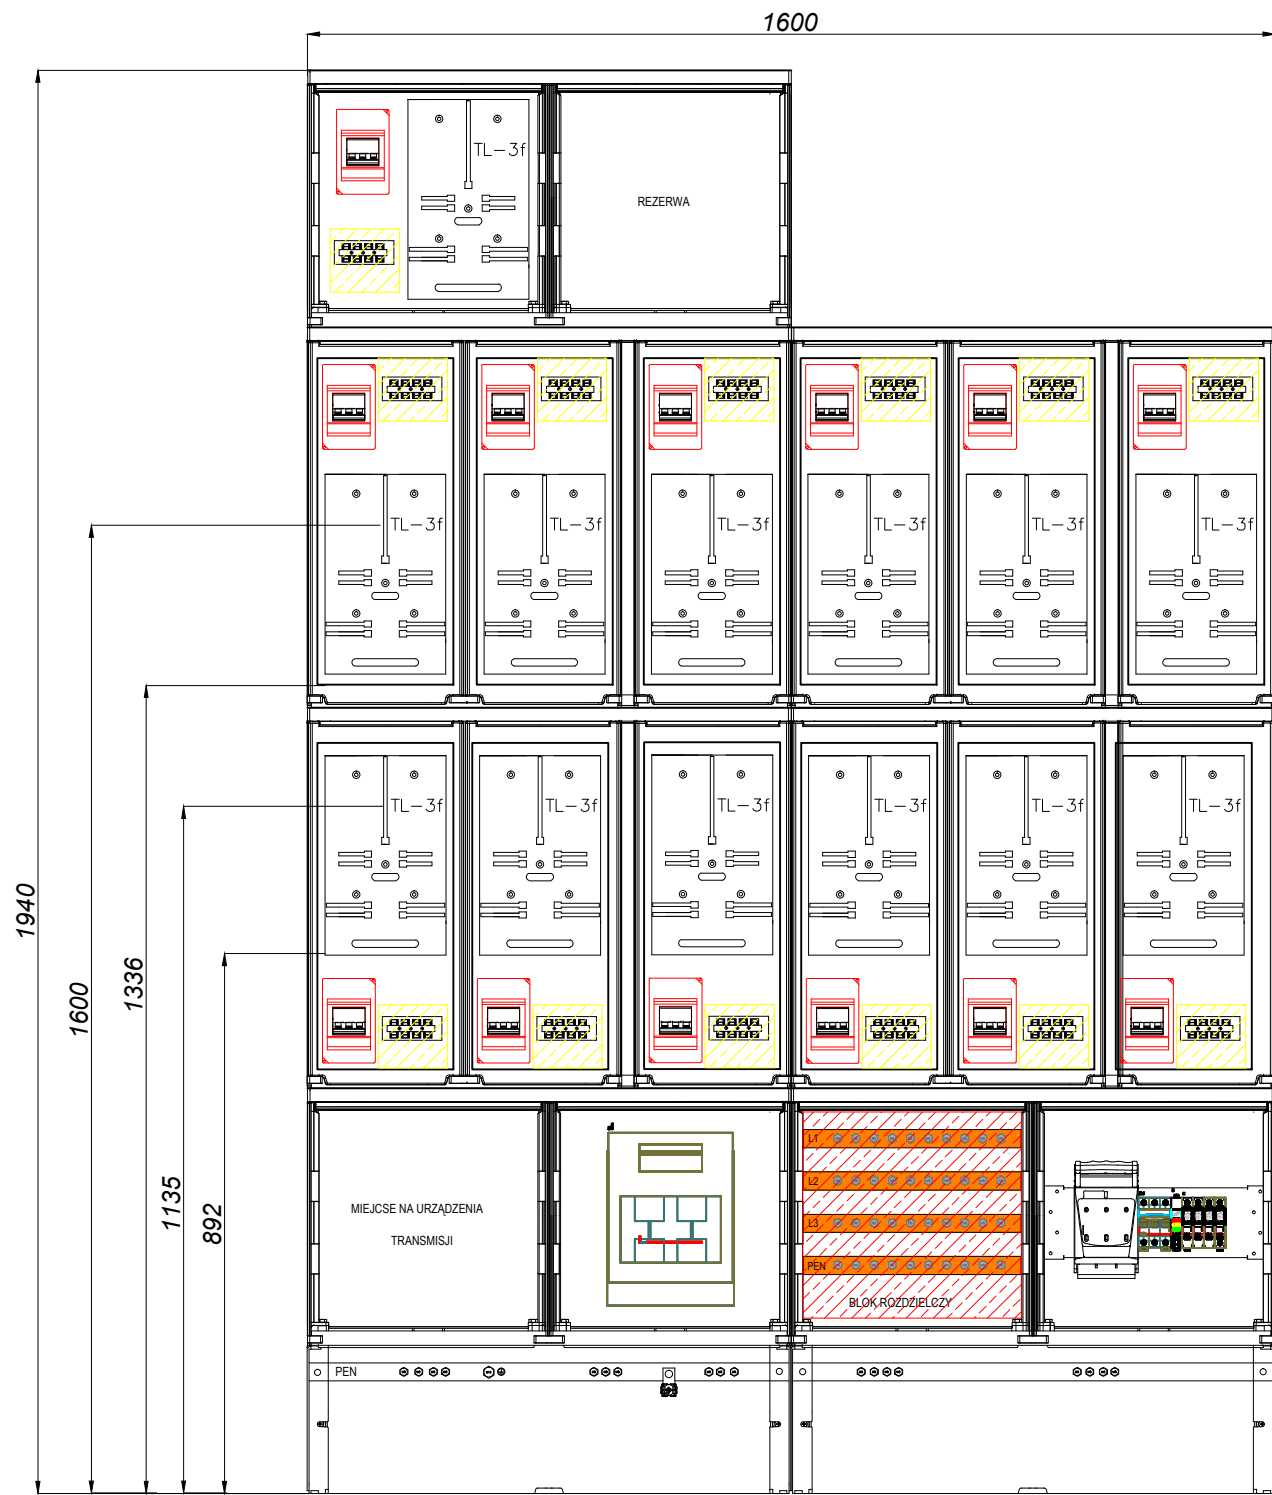 1600
TL-3f
REZERWA
TL-3f TL-3f TL-3f TL-3f TL-3f TL-3f
TL-3f TL-3f TL-3f TL-3f TL-3f TL-3f
1940
1600
1336
1135
892
MIEJCSE NA URZĄDZENIA
TRANSMISJI
L1
L2
L3
PEN
BLOK ROZDZIELCZY
PEN